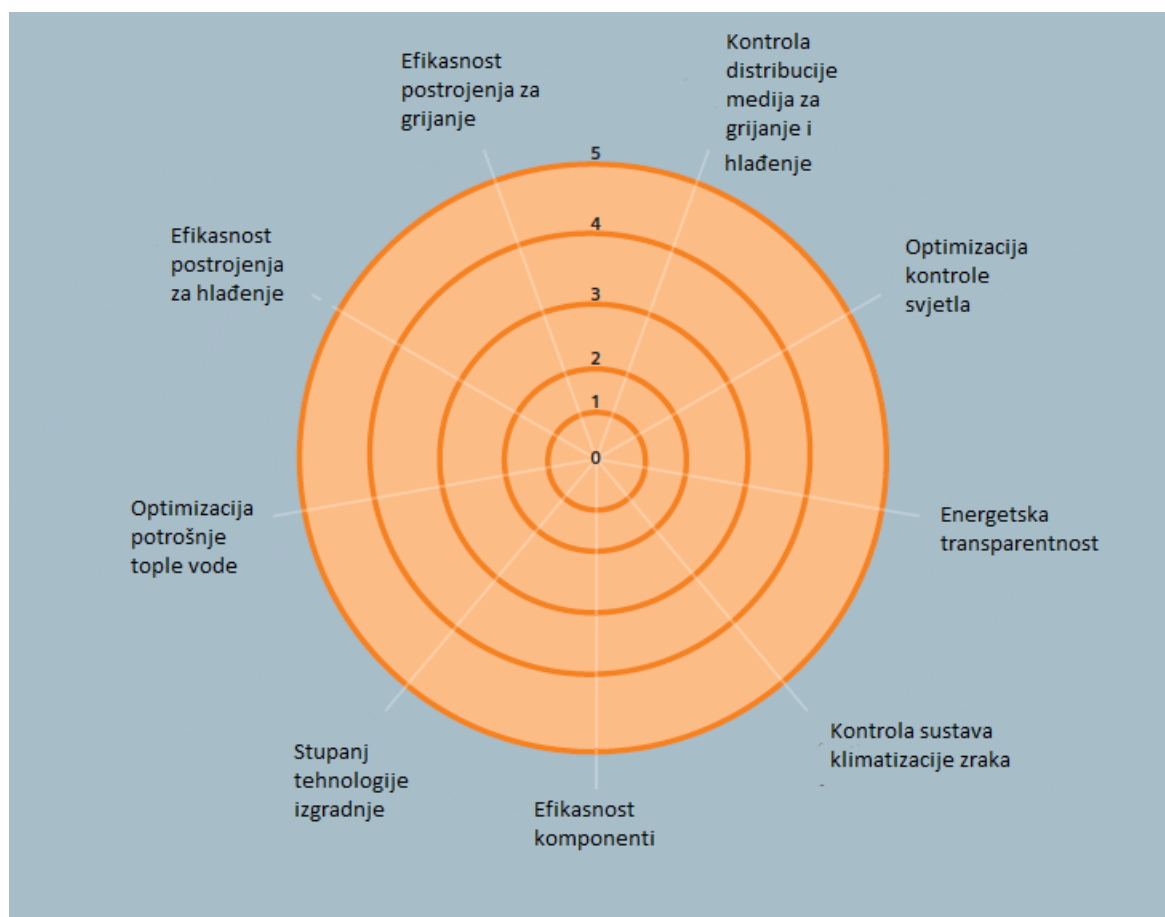 Efikasnost
postrojenja za
grijanje
Kontrola
distribucije
medija za
grijanje i
hlađenje
Efikasnost
postrojenja
za hlađenje
Optimizacija
kontrole
svjetla
5
4
3
2
1
0
Optimizacija
potrošnje
tople vode
Energetska
transparentnost
Stupanj
tehnologije
izgradnje
Efikasnost
komponenti
Kontrola sustava
klimatizacije zraka